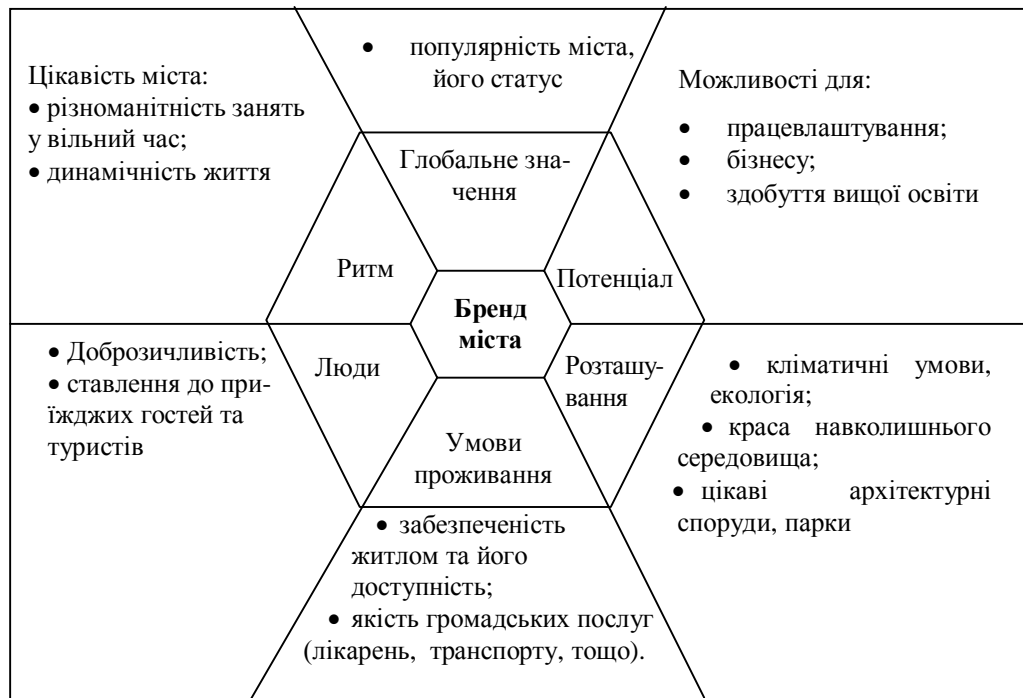 • популярність міста,
його статус
Цікавість міста:
• різноманітність занять
у вільний час;
• динамічність життя
Можливості для:
• працевлаштування;
• бізнесу;
• здобуття вищої освіти
Глобальне зна-
чення
Ритм
Потенціал
Бренд
міста
Люди
Розташу-
вання
Умови
проживання
• Доброзичливість;
• ставлення до при-
їжджих гостей та
туристів
• кліматичні умови,
екологія;
• краса навколишнього
середовища;
• цікаві архітектурні
споруди, парки
• забезпеченість
житлом та його
доступність;
• якість громадських послуг
(лікарень, транспорту, тощо).